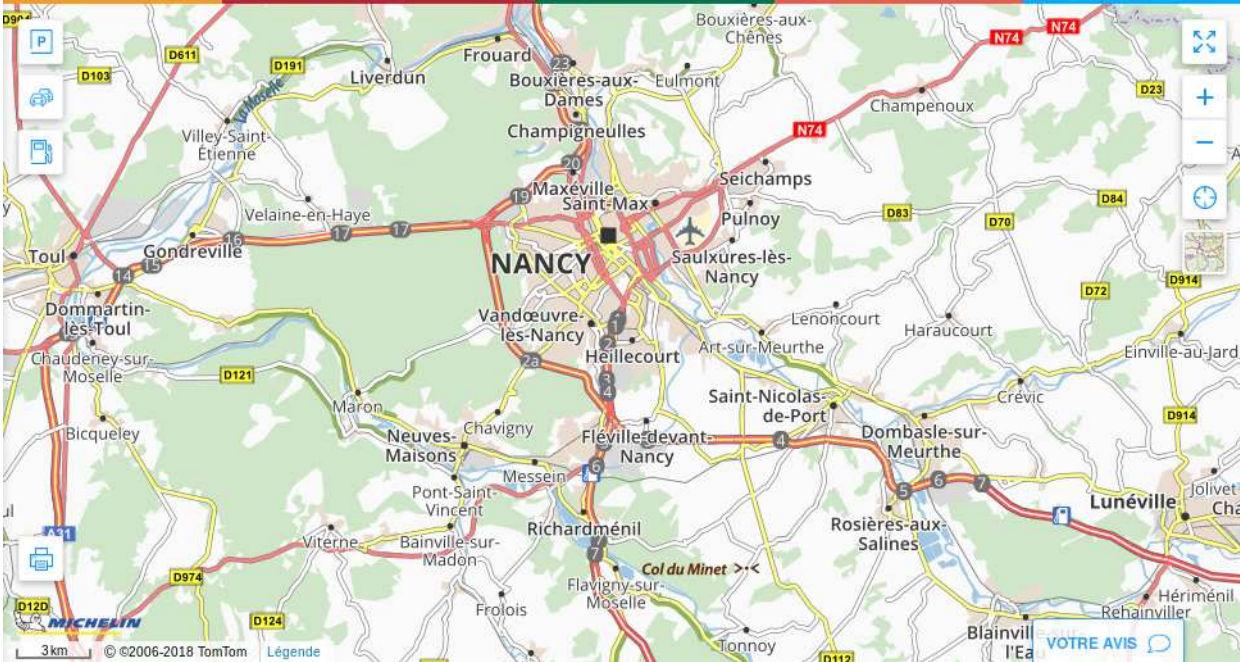 D904
Bouxières-aux-
Chênes
N74
N74
P
D611
D191
Frouard
23
Liverdun
Bouxières-aux-
Dames
Eulmont
D103
La Moselle
D23
Champenoux
Villey-Saint-
Étienne
Champigneulles
N74
20
Seichamps
19
Maxéville
Saint-Max
Velaine-en-Haye
D84
D83
Pulnoy
D70
16
17
17
Gondreville
Toul
15
14
NANCY
Saulxures-lès-
Nancy
D914
D72
Dommartin-
lès-Toul
Vandœuvre-
lès-Nancy
1
2
Lenoncourt
Haraucourt
Chaudeney-sur-
Moselle
Heillecourt
Art-sur-Meurthe
Einville-au-Jard
2a
D121
3
4
Crévic
Maron
Saint-Nicolas-
de-Port
D914
Bicqueley
Chavigny
Neuves-
Maisons
Fléville-devant-
Nancy
4
Dombasle-sur-
Meurthe
6
Messein
5
6
7
Jolivet
Pont-Saint-
Vincent
Lunéville
A31
Richardménil
Rosières-aux-
Salines
Viterne
Bainville-sur-
Madon
7
Col du Minet
D974
Flavigny-sur-
Moselle
Hériménil
D12D
Frolois
Rehainviller
D124
MICHELIN
Blainville-sur-
l'Eau
Tonnoy
VOTRE AVIS
3 km
© ©2006-2018 TomTom
Légende
D112